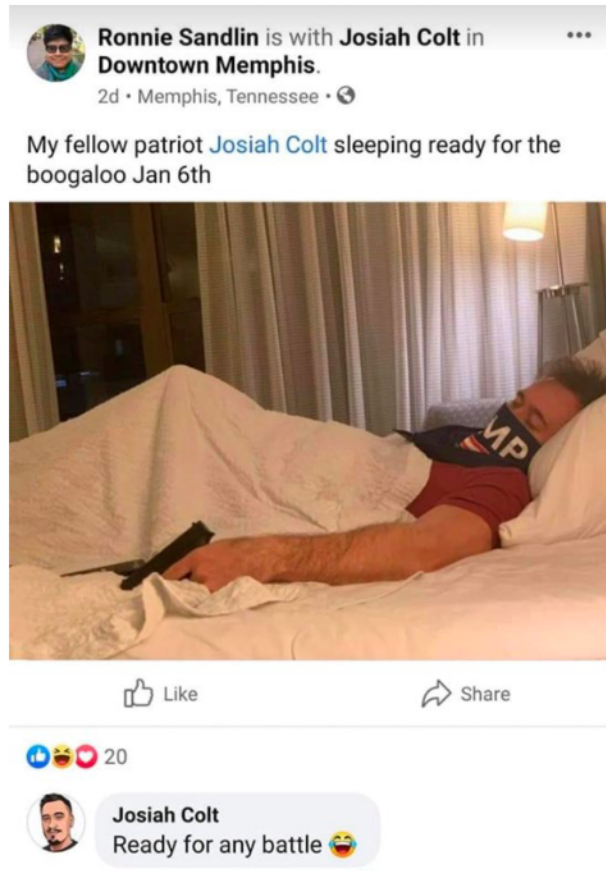 Ronnie Sandlin is with Josiah Colt in
Downtown Memphis.
2d · Memphis, Tennessee ·
My fellow patriot Josiah Colt sleeping ready for the
boogaloo Jan 6th
MP
Like
Share
20
Josiah Colt
Ready for any battle 😂